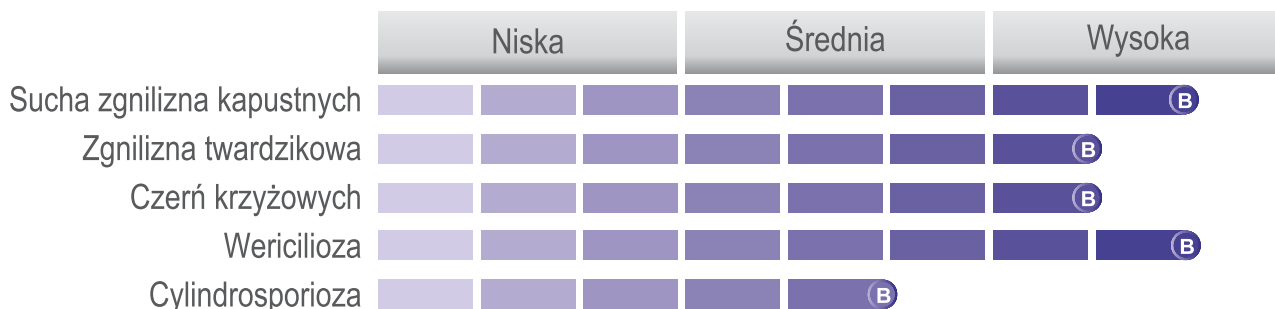 Niska Średnia Wysoka
Sucha zgnilizna kapustnych B
Zgnilizna twardzikowa B
Czerń krzyżowych B
Wericilioza B
Cylindrosporioza B